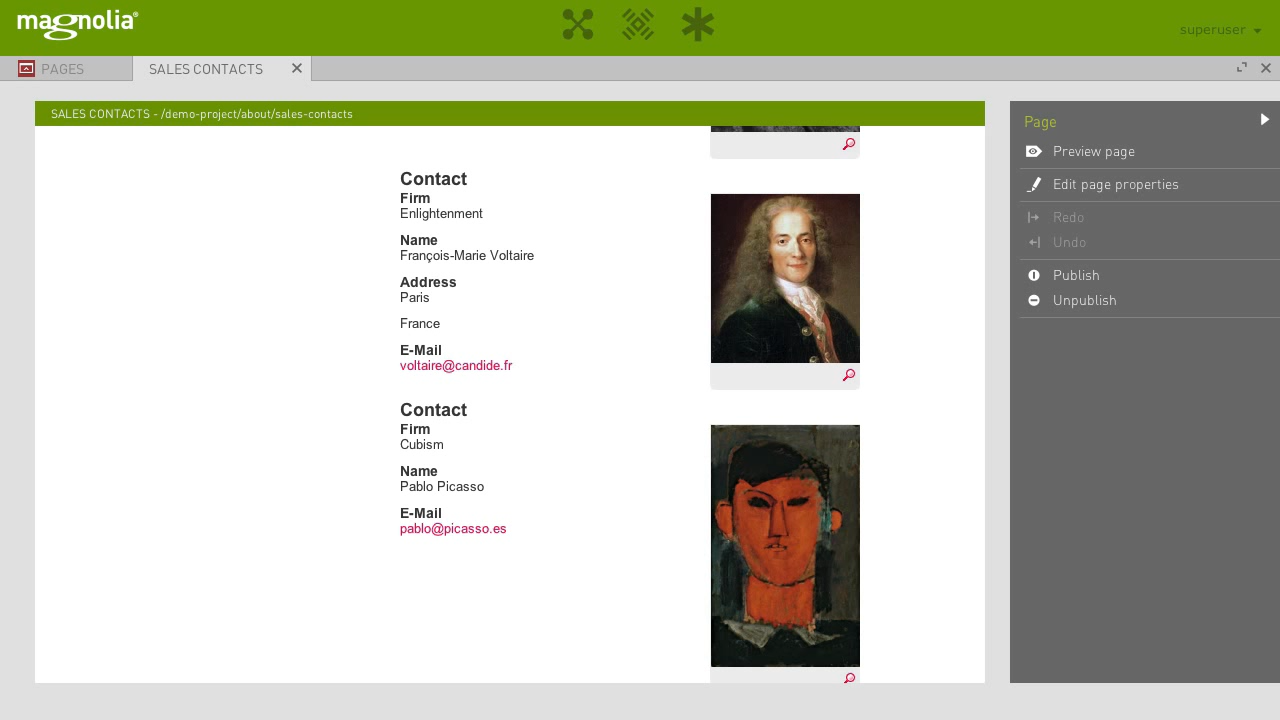 magnolia®
superuser
PAGES
SALES CONTACTS
SALES CONTACTS - /demo-project/about/sales-contacts
Contact
Firm
Enlightenment
Name
François-Marie Voltaire
Address
Paris
France
E-Mail
voltaire@candide.fr
Contact
Firm
Cubism
Name
Pablo Picasso
E-Mail
pablo@picasso.es
Page
Preview page
Edit page properties
Redo
Undo
Publish
Unpublish